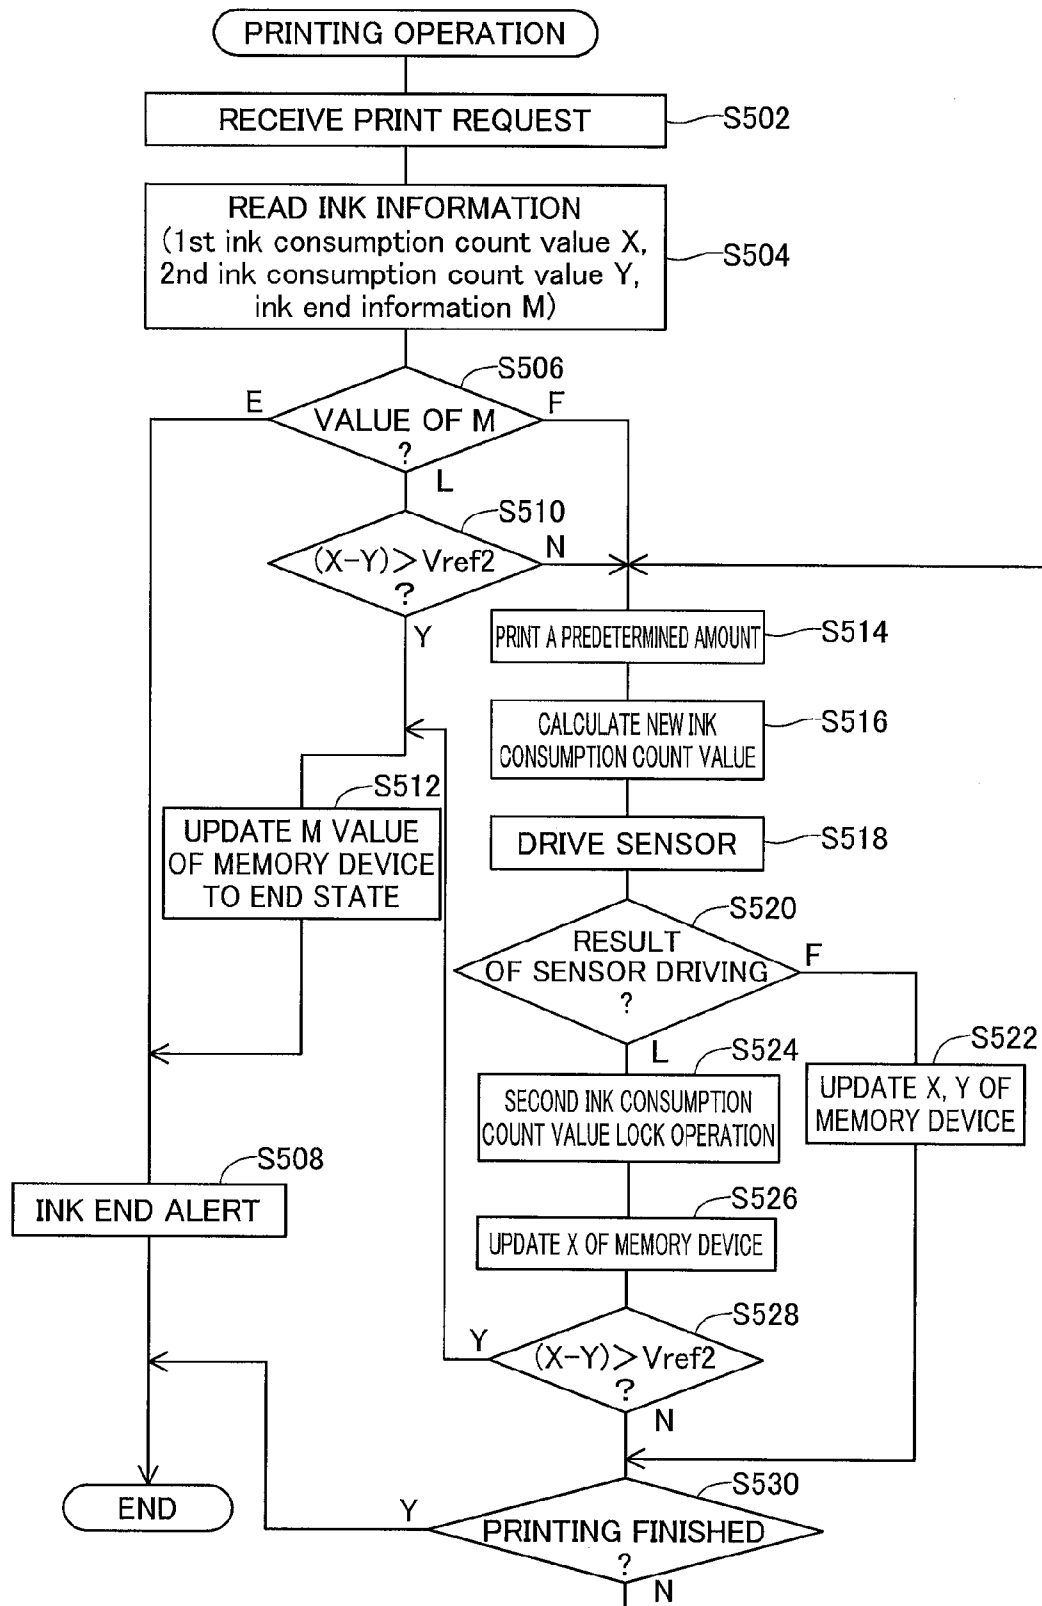 PRINTING OPERATION
RECEIVE PRINT REQUEST
S502
READ INK INFORMATION
(1st ink consumption count value X,
2nd ink consumption count value Y,
ink end information M)
S504
S506
E
F
VALUE OF M
?
L
S510
(X-Y)>Vref2
?
N
Y
PRINT A PREDETERMINED AMOUNT
S514
CALCULATE NEW INK
CONSUMPTION COUNT VALUE
S516
S512
UPDATE M VALUE
OF MEMORY DEVICE
TO END STATE
DRIVE SENSOR
S518
S520
RESULT
OF SENSOR DRIVING
?
F
L
S524
SECOND INK CONSUMPTION
COUNT VALUE LOCK OPERATION
S522
UPDATE X, Y OF
MEMORY DEVICE
S508
INK END ALERT
S526
UPDATE X OF MEMORY DEVICE
S528
Y
(X-Y)>Vref2
?
N
S530
END
Y
PRINTING FINISHED
?
N